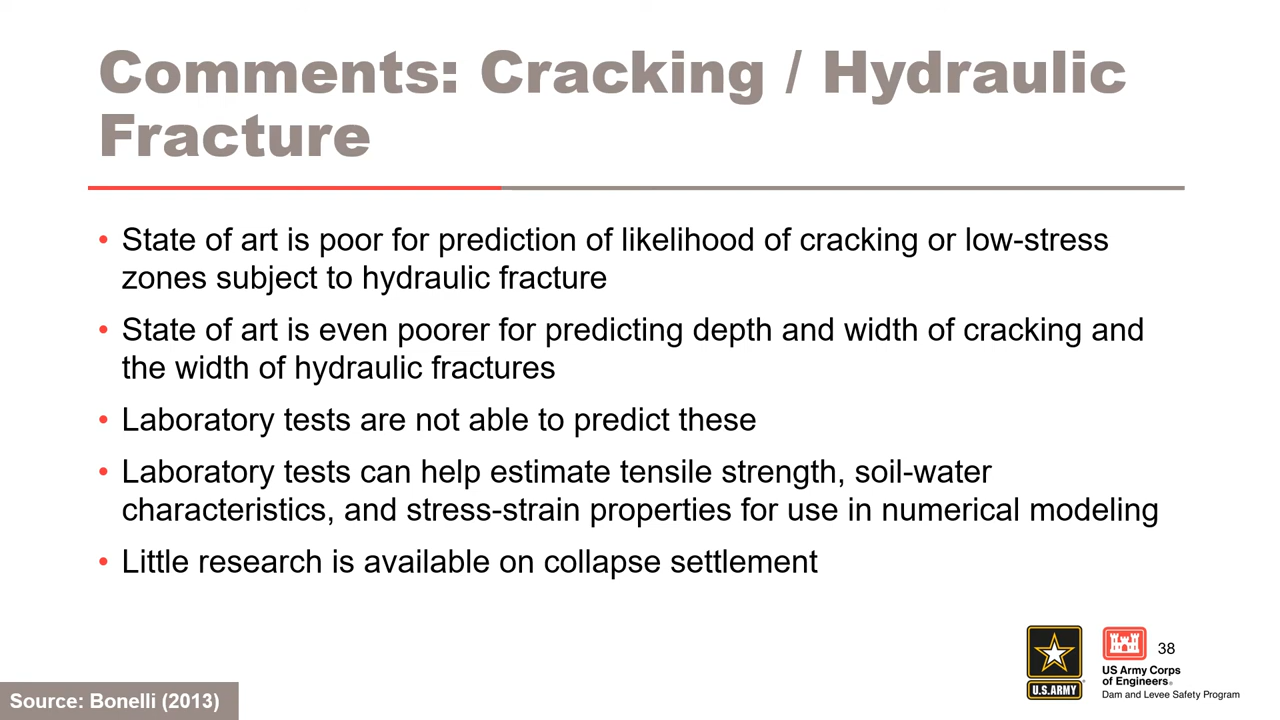 Comments: Cracking / Hydraulic
Fracture
• State of art is poor for prediction of likelihood of cracking or low-stress
zones subject to hydraulic fracture
• State of art is even poorer for predicting depth and width of cracking and
the width of hydraulic fractures
• Laboratory tests are not able to predict these
• Laboratory tests can help estimate tensile strength, soil-water
characteristics, and stress-strain properties for use in numerical modeling
• Little research is available on collapse settlement
38
U.S.ARMY
US Army Corps
of Engineers®
Dam and Levee Safety Program
Source: Bonelli (2013)